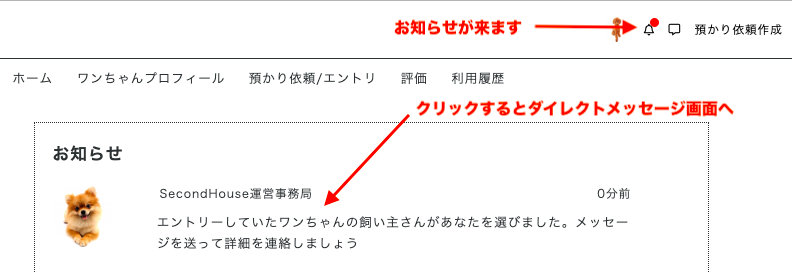 お知らせが来ます
預かり依頼作成
ホーム ワンちゃんプロフィール 預かり依頼/エントリ 評価 利用履歴
クリックするとダイレクトメッセージ画面へ
お知らせ
SecondHouse運営事務局 0分前
エントリーしていたワンちゃんの飼い主さんがあなたを選びました。メッセー
ジを送って詳細を連絡しましょう